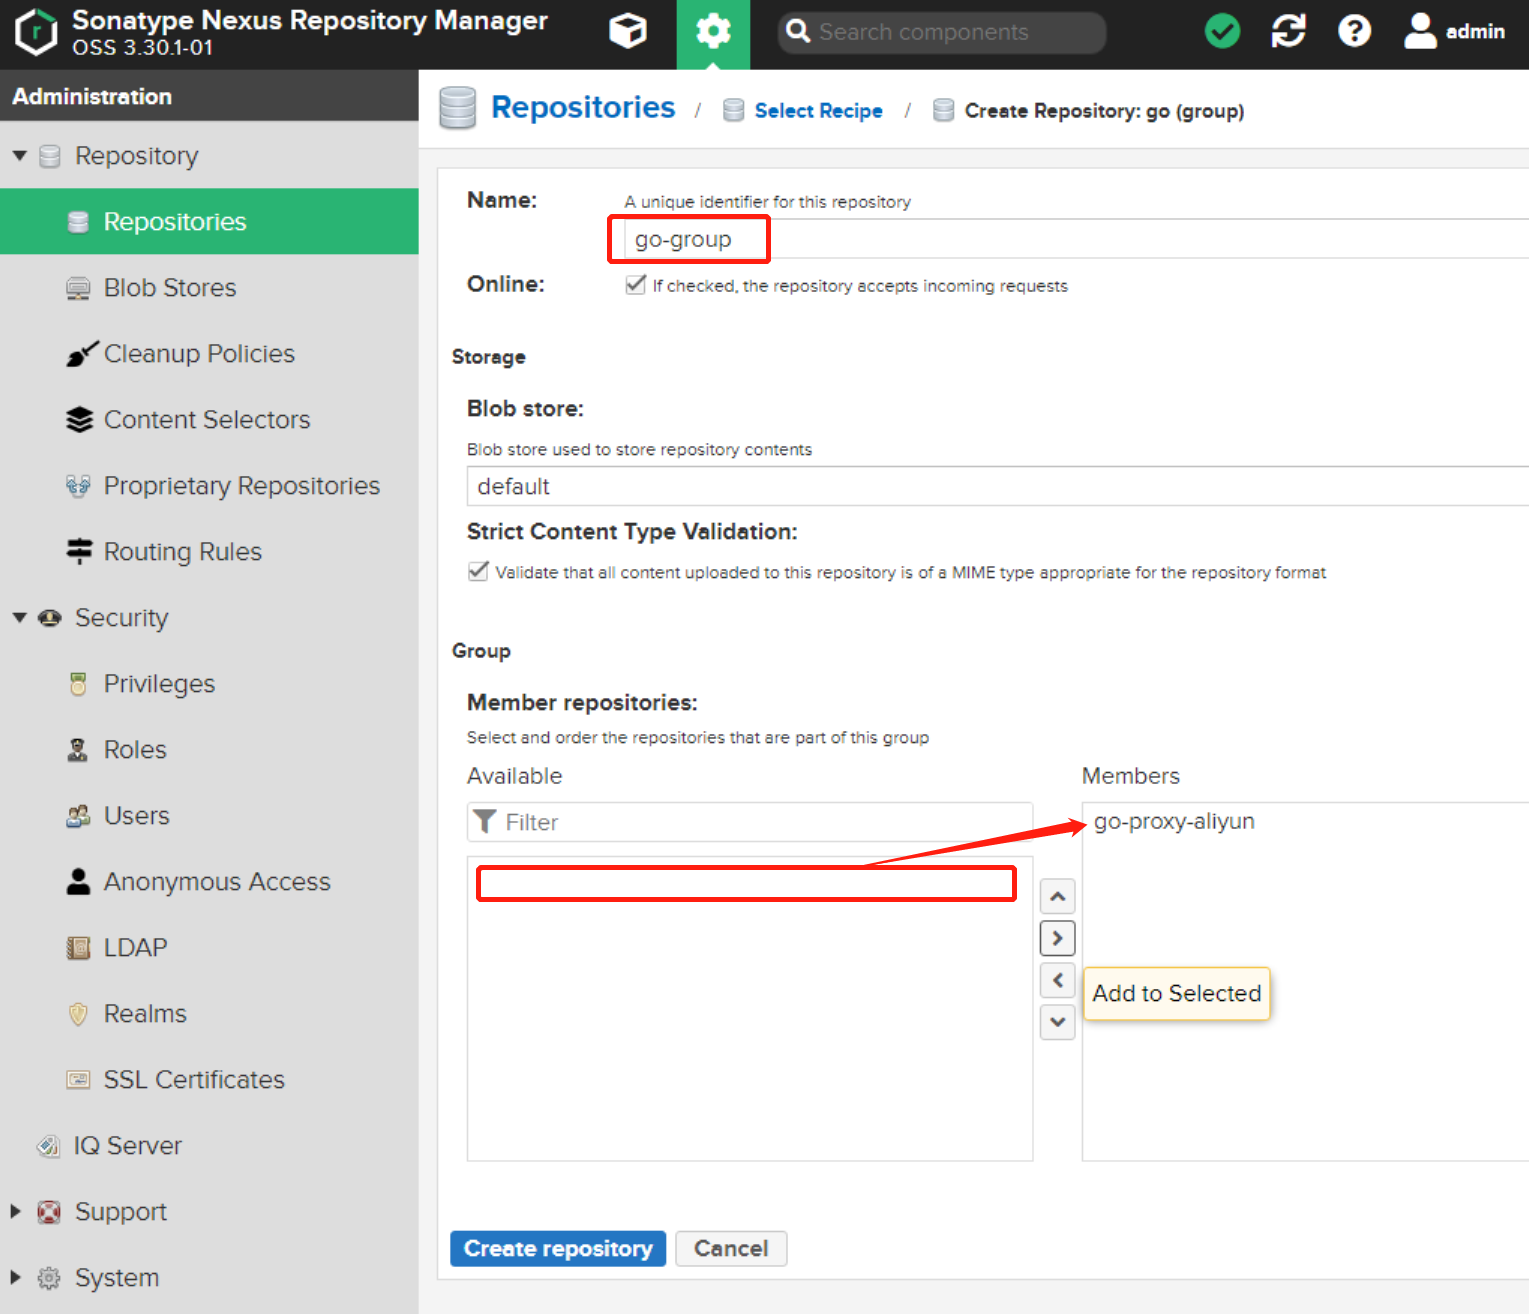 Sonatype Nexus Repository Manager
OSS 3.30.1-01
Search components
admin
Administration
Repository
Repositories
Blob Stores
Cleanup Policies
Content Selectors
Proprietary Repositories
Routing Rules
Security
Privileges
Roles
Users
Anonymous Access
LDAP
Realms
SSL Certificates
IQ Server
Support
System
Repositories / Select Recipe / Create Repository: go (group)
Name: A unique identifier for this repository
go-group
Online: If checked, the repository accepts incoming requests
Storage
Blob store:
Blob store used to store repository contents
default
Strict Content Type Validation:
Validate that all content uploaded to this repository is of a MIME type appropriate for the repository format
Group
Member repositories:
Select and order the repositories that are part of this group
Available
Filter
Members
go-proxy-aliyun
Add to Selected
Create repository
Cancel